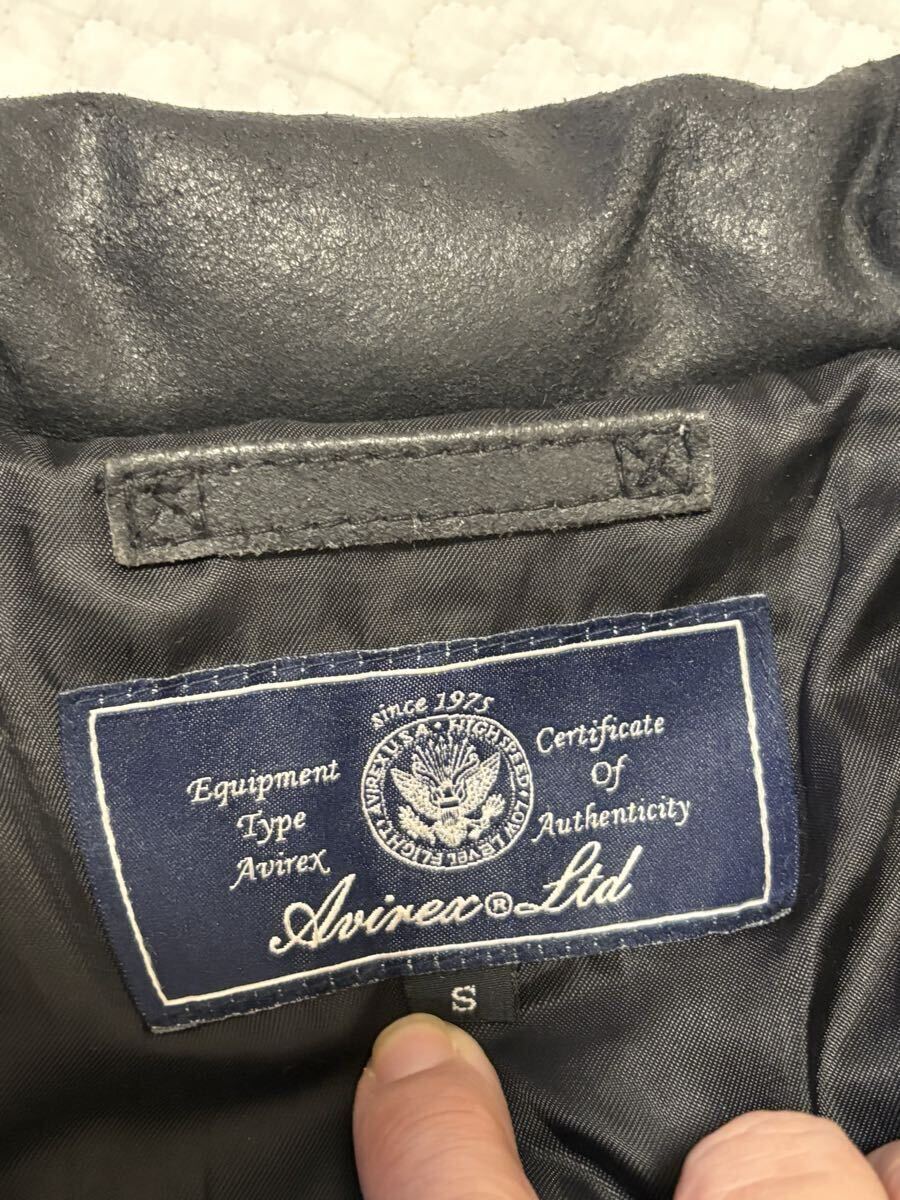 since 1975
AVIREX U.S.A. • HIGH SPEED / LOW LEVEL FLIGHT
Equipment
Type
Avirex
Certificate
Of
Authenticity
Avirex® Ltd
S